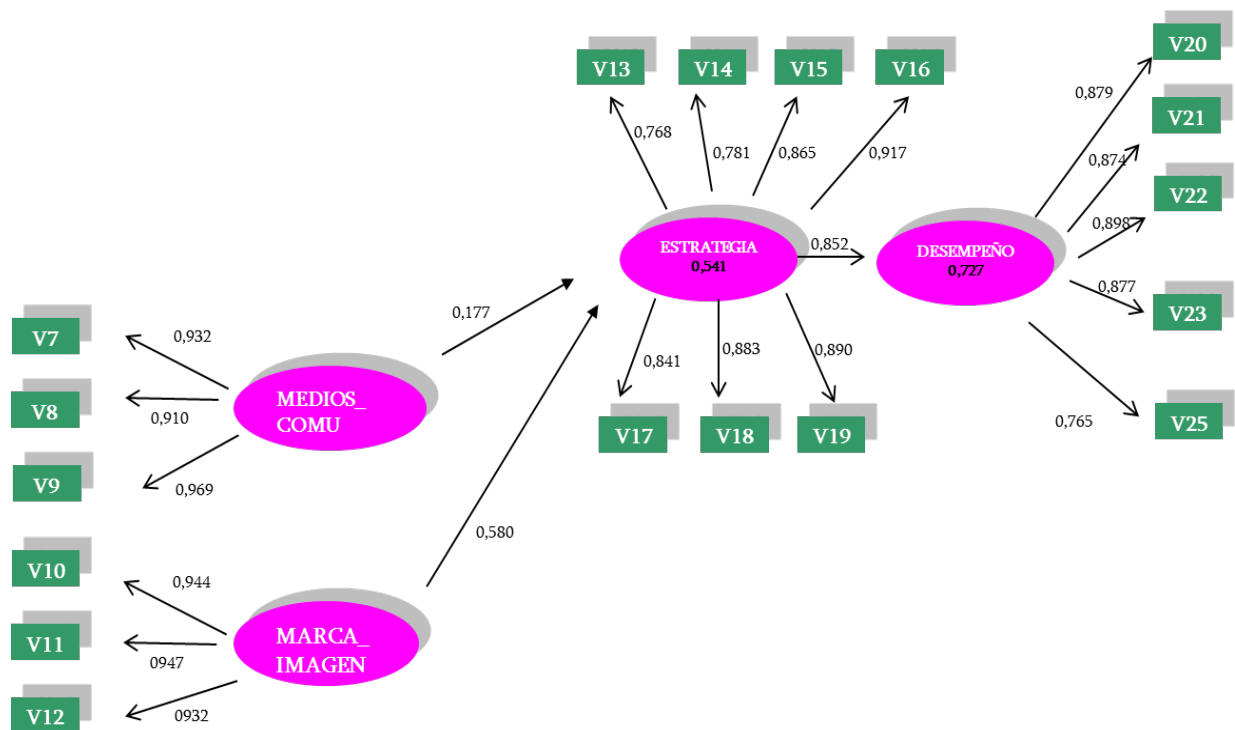 V20
V13
V14
V15
V16
0,879
V21
0,768
0,781
0,865
0,917
0,874
V22
0,898
ESTRATEGIA
0,541
0,852
DESEMPEÑO
0,727
0,877
V23
0,177
V7
0,932
0,841
0,883
0,890
MEDIOS_
COMU
V8
0,910
V17
V18
V19
0,765
V25
V9
0,969
0,580
V10
0,944
MARCA_
IMAGEN
V11
0947
V12
0932